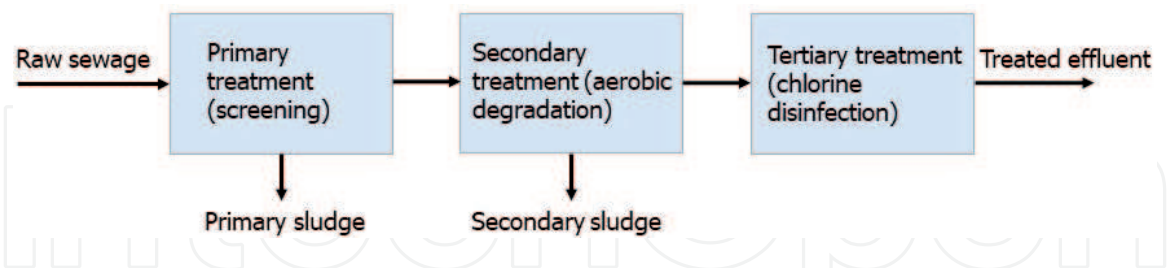 Raw sewage
Primary
treatment
(screening)
Secondary
treatment (aerobic
degradation)
Tertiary treatment
(chlorine
disinfection)
Treated effluent
Primary sludge
Secondary sludge
IntechOpen